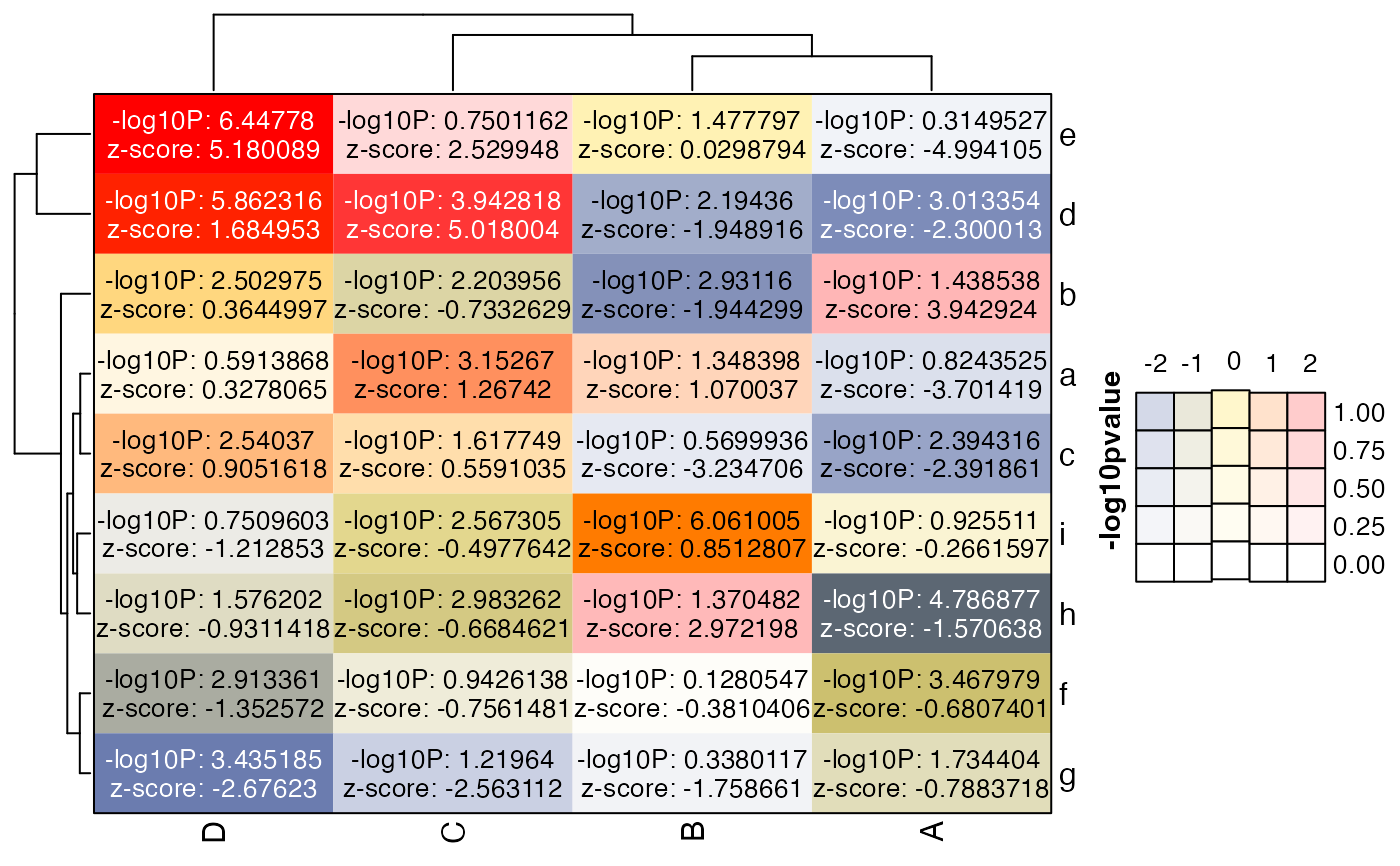 -log10P: 6.44778 -log10P: 0.7501162 -log10P: 1.477797 -log10P: 0.3149527 e
z-score: 5.180089 z-score: 2.529948 z-score: 0.0298794 z-score: -4.994105
-log10P: 5.862316 -log10P: 3.942818 -log10P: 2.19436 -log10P: 3.013354 d
z-score: 1.684953 z-score: 5.018004 z-score: -1.948916 z-score: -2.300013
-log10P: 2.502975 -log10P: 2.203956 -log10P: 2.93116 -log10P: 1.438538 b
z-score: 0.3644997 z-score: -0.7332629 z-score: -1.944299 z-score: 3.942924
-log10P: 0.5913868 -log10P: 3.15267 -log10P: 1.348398 -log10P: 0.8243525 a
z-score: 0.3278065 z-score: 1.26742 z-score: 1.070037 z-score: -3.701419
-log10P: 2.54037 -log10P: 1.617749 -log10P: 0.5699936 -log10P: 2.394316 c
z-score: 0.9051618 z-score: 0.5591035 z-score: -3.234706 z-score: -2.391861
-log10P: 0.7509603 -log10P: 2.567305 -log10P: 6.061005 -log10P: 0.925511 i
z-score: -1.212853 z-score: -0.4977642 z-score: 0.8512807 z-score: -0.2661597
-log10P: 1.576202 -log10P: 2.983262 -log10P: 1.370482 -log10P: 4.786877 h
z-score: -0.9311418 z-score: -0.6684621 z-score: 2.972198 z-score: -1.570638
-log10P: 2.913361 -log10P: 0.9426138 -log10P: 0.1280547 -log10P: 3.467979 f
z-score: -1.352572 z-score: -0.7561481 z-score: -0.3810406 z-score: -0.6807401
-log10P: 3.435185 -log10P: 1.21964 -log10P: 0.3380117 -log10P: 1.734404 g
z-score: -2.67623 z-score: -2.563112 z-score: -1.758661 z-score: -0.7883718
D C B A
-log10pvalue
-2 -1 0 1 2
1.00
0.75
0.50
0.25
0.00